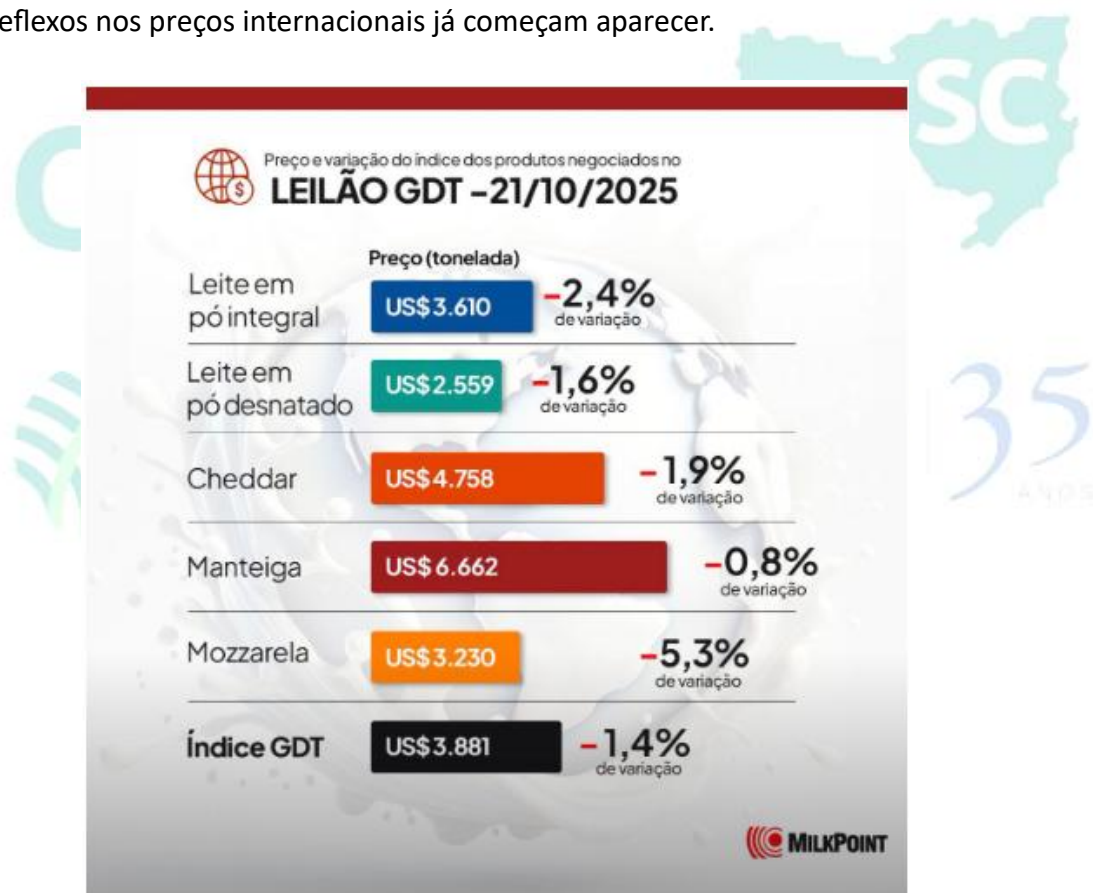 eflexos nos preços internacionais já começam aparecer.
SC
Preço e variação do índice dos produtos negociados no
LEILÃO GDT – 21/10/2025
Preço (tonelada)
Leite em
pó integral
US$ 3.610
-2,4%
de variação
Leite em
pó desnatado
US$ 2.559
-1,6%
de variação
Cheddar
US$ 4.758
-1,9%
de variação
Manteiga
US$ 6.662
-0,8%
de variação
Mozzarela
US$ 3.230
-5,3%
de variação
Índice GDT
US$ 3.881
-1,4%
de variação
35
ANOS
MILKPOINT